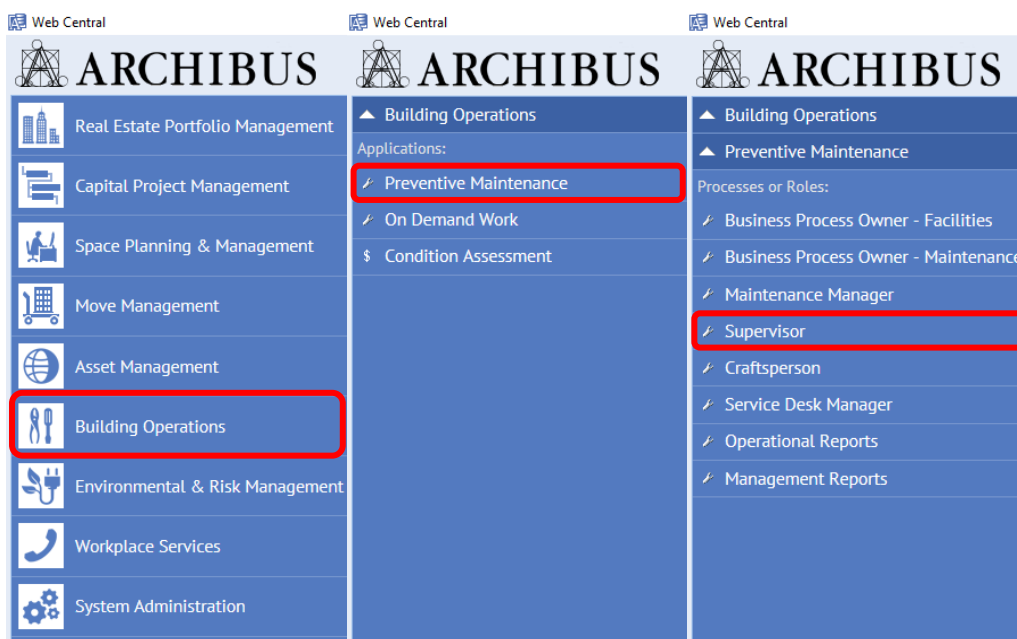 Web Central
ARCHIBUS
Real Estate Portfolio Management
Capital Project Management
Space Planning & Management
Move Management
Asset Management
Building Operations
Environmental & Risk Management
Workplace Services
System Administration
Web Central
ARCHIBUS
Building Operations
Applications:
Preventive Maintenance
On Demand Work
$ Condition Assessment
Web Central
ARCHIBUS
Building Operations
Preventive Maintenance
Processes or Roles:
Business Process Owner - Facilities
Business Process Owner - Maintenance
Maintenance Manager
Supervisor
Craftsperson
Service Desk Manager
Operational Reports
Management Reports